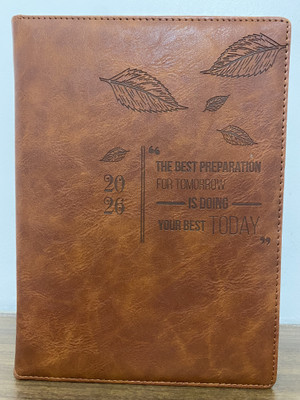 20
26
“ THE BEST PREPARATION
FOR TOMORROW
IS DOING
YOUR BEST TODAY ”